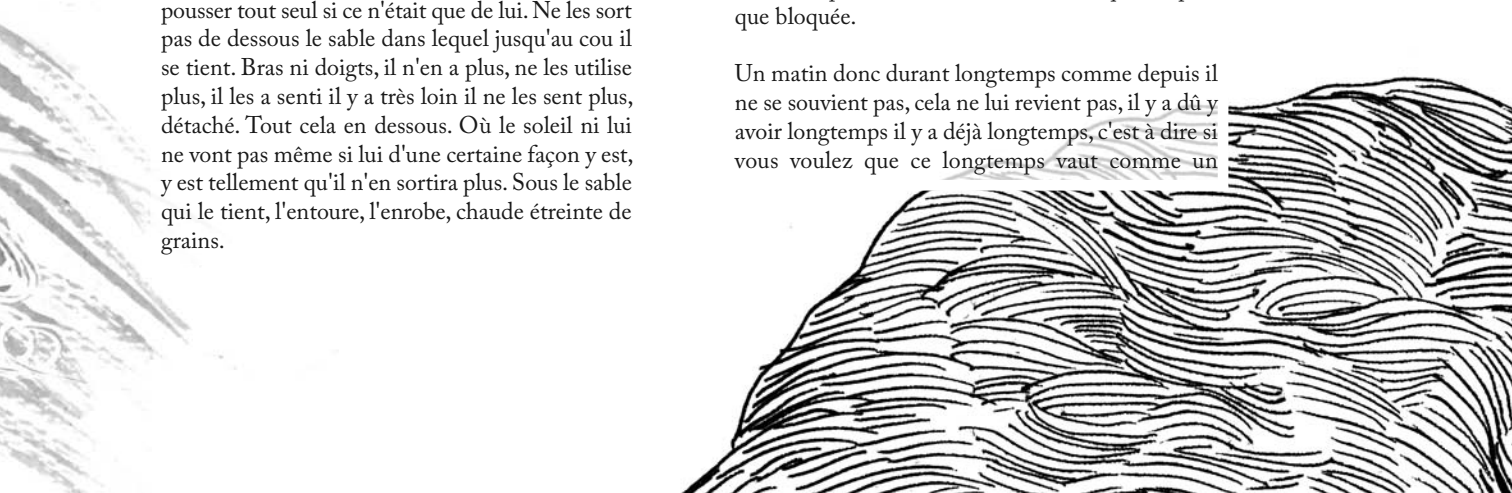 pousser tout seul si ce n'était que de lui. Ne les sort
pas de dessous le sable dans lequel jusqu'au cou il
se tient. Bras ni doigts, il n'en a plus, ne les utilise
plus, il les a senti il y a très loin il ne les sent plus,
détaché. Tout cela en dessous. Où le soleil ni lui
ne vont pas même si lui d'une certaine façon y est,
y est tellement qu'il n'en sortira plus. Sous le sable
qui le tient, l'entoure, l'enrobe, chaude étreinte de
grains.
que bloquée.
Un matin donc durant longtemps comme depuis il
ne se souvient pas, cela ne lui revient pas, il y a dû y
avoir longtemps il y a déjà longtemps, c'est à dire si
vous voulez que ce longtemps vaut comme un